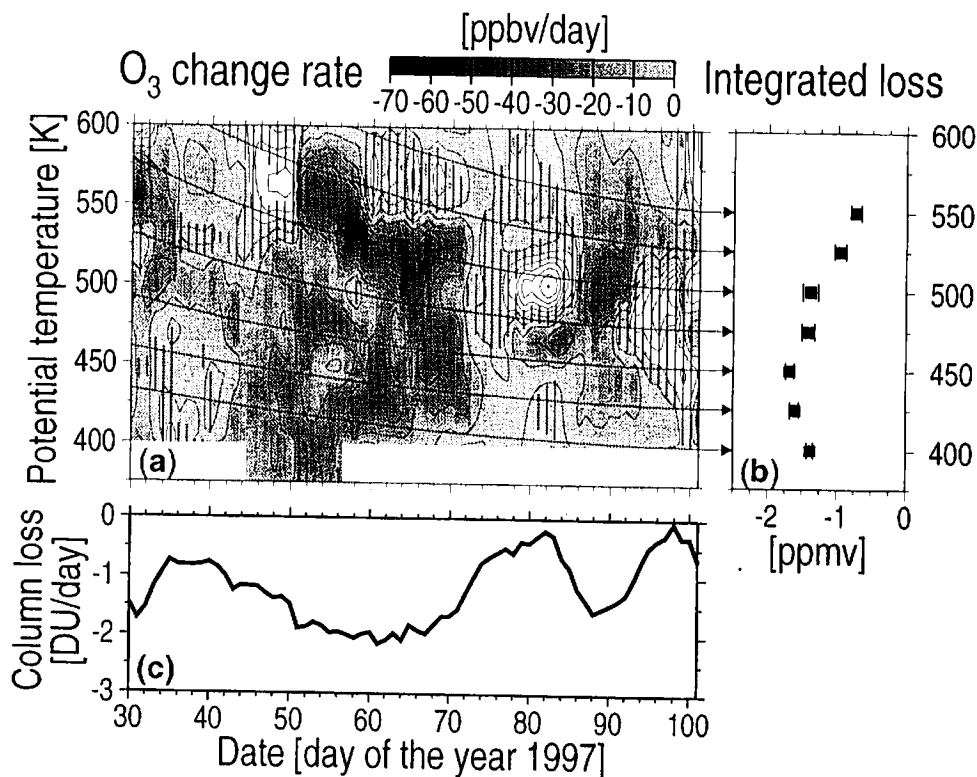 [ppbv/day]
O3 change rate
Integrated loss
-70 -60 -50 -40 -30 -20 -10 0
Potential temperature [K]
600
550
500
450
400
(a)
600
550
500
450
400
(b)
-2 -1 0
[ppmv]
Column loss
[DU/day]
0
-1
-2
-3
(c)
30 40 50 60 70 80 90 100
Date [day of the year 1997]